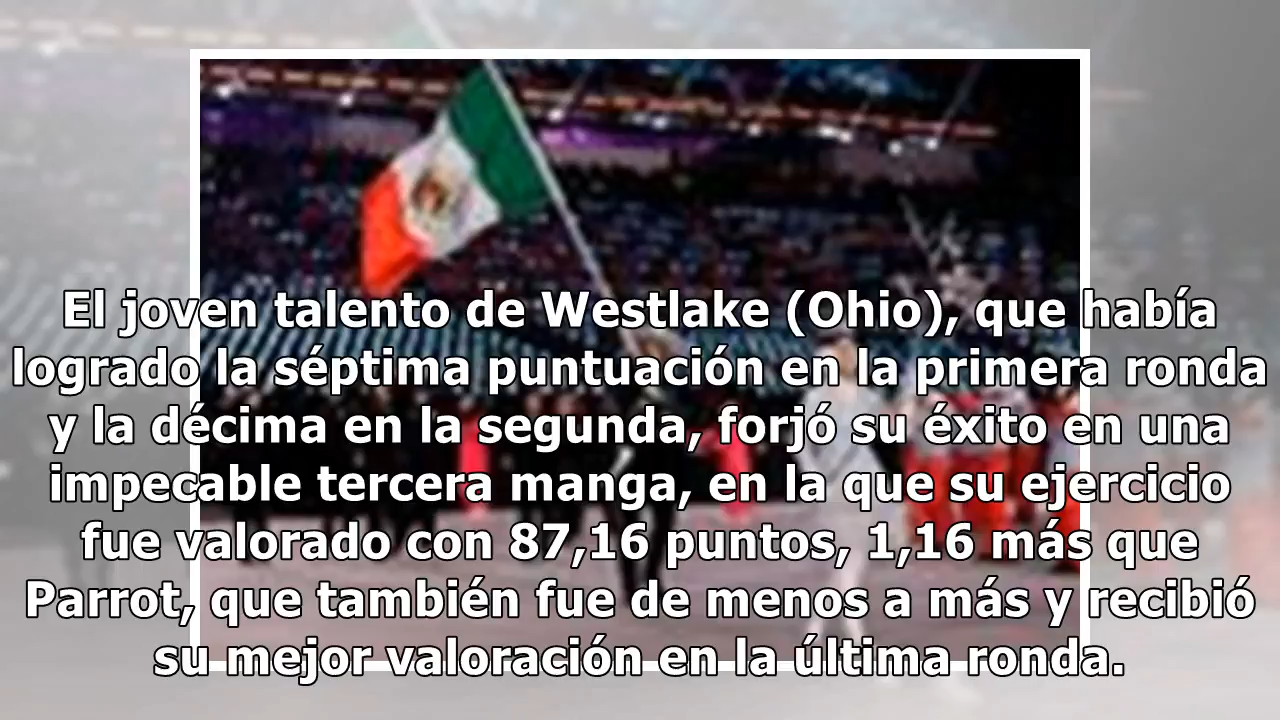 El joven talento de Westlake (Ohio), que había
logrado la séptima puntuación en la primera ronda
y la décima en la segunda, forjó su éxito en una
impecable tercera manga, en la que su ejercicio
fue valorado con 87,16 puntos, 1,16 más que
Parrot, que también fue de menos a más y recibió
su mejor valoración en la última ronda.